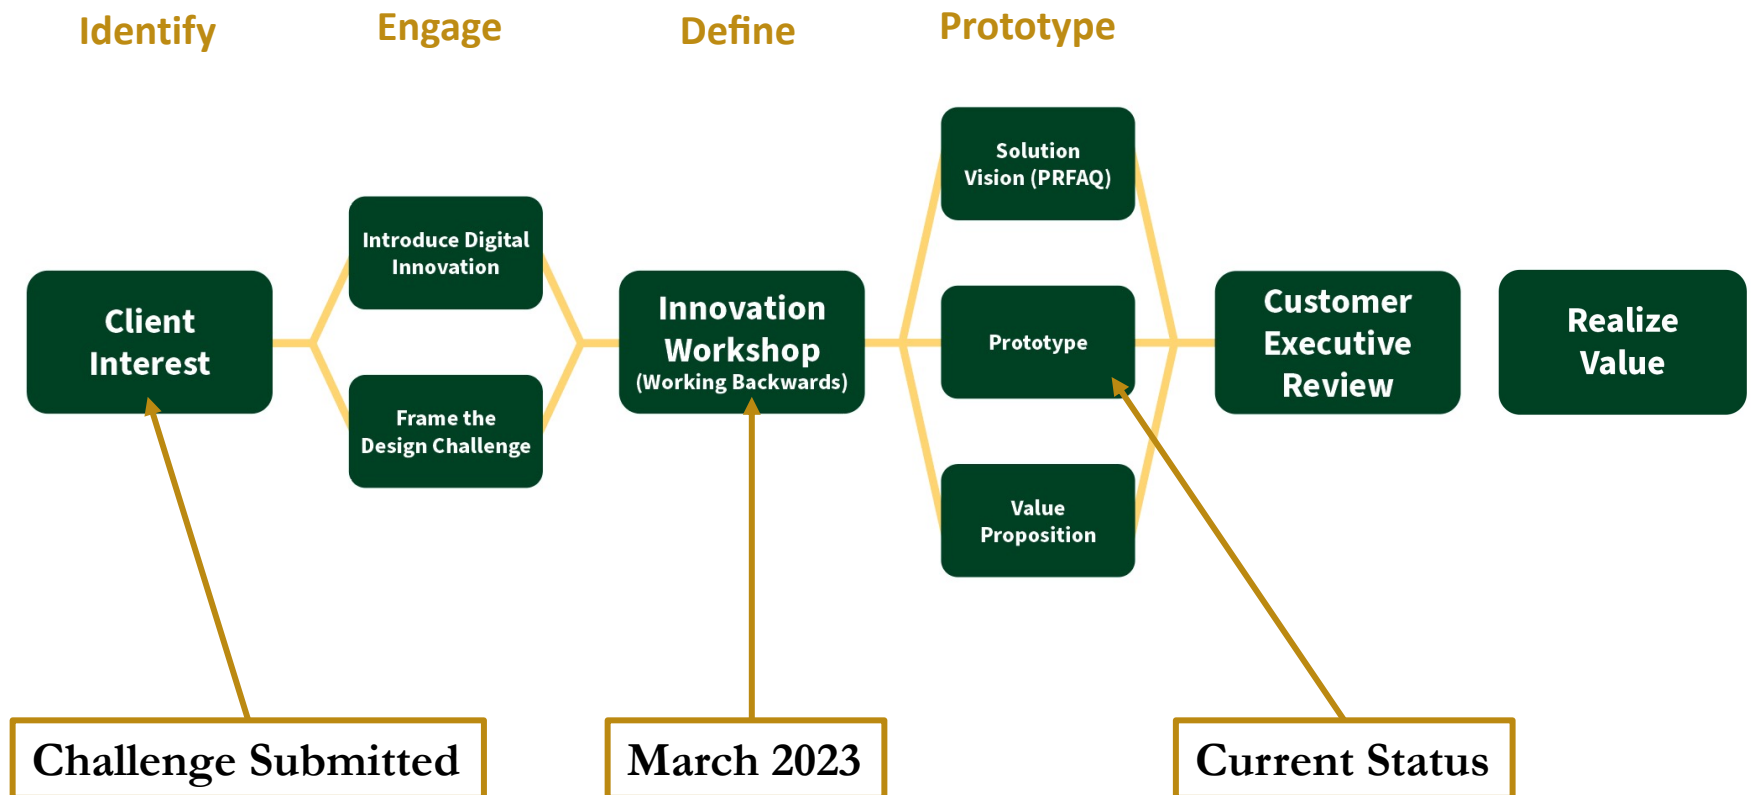 Identify
Engage
Define
Prototype
Client
Interest
Introduce Digital
Innovation
Frame the
Design Challenge
Innovation
Workshop
(Working Backwards)
Solution
Vision (PRFAQ)
Prototype
Value
Proposition
Customer
Executive
Review
Realize
Value
Challenge Submitted
March 2023
Current Status